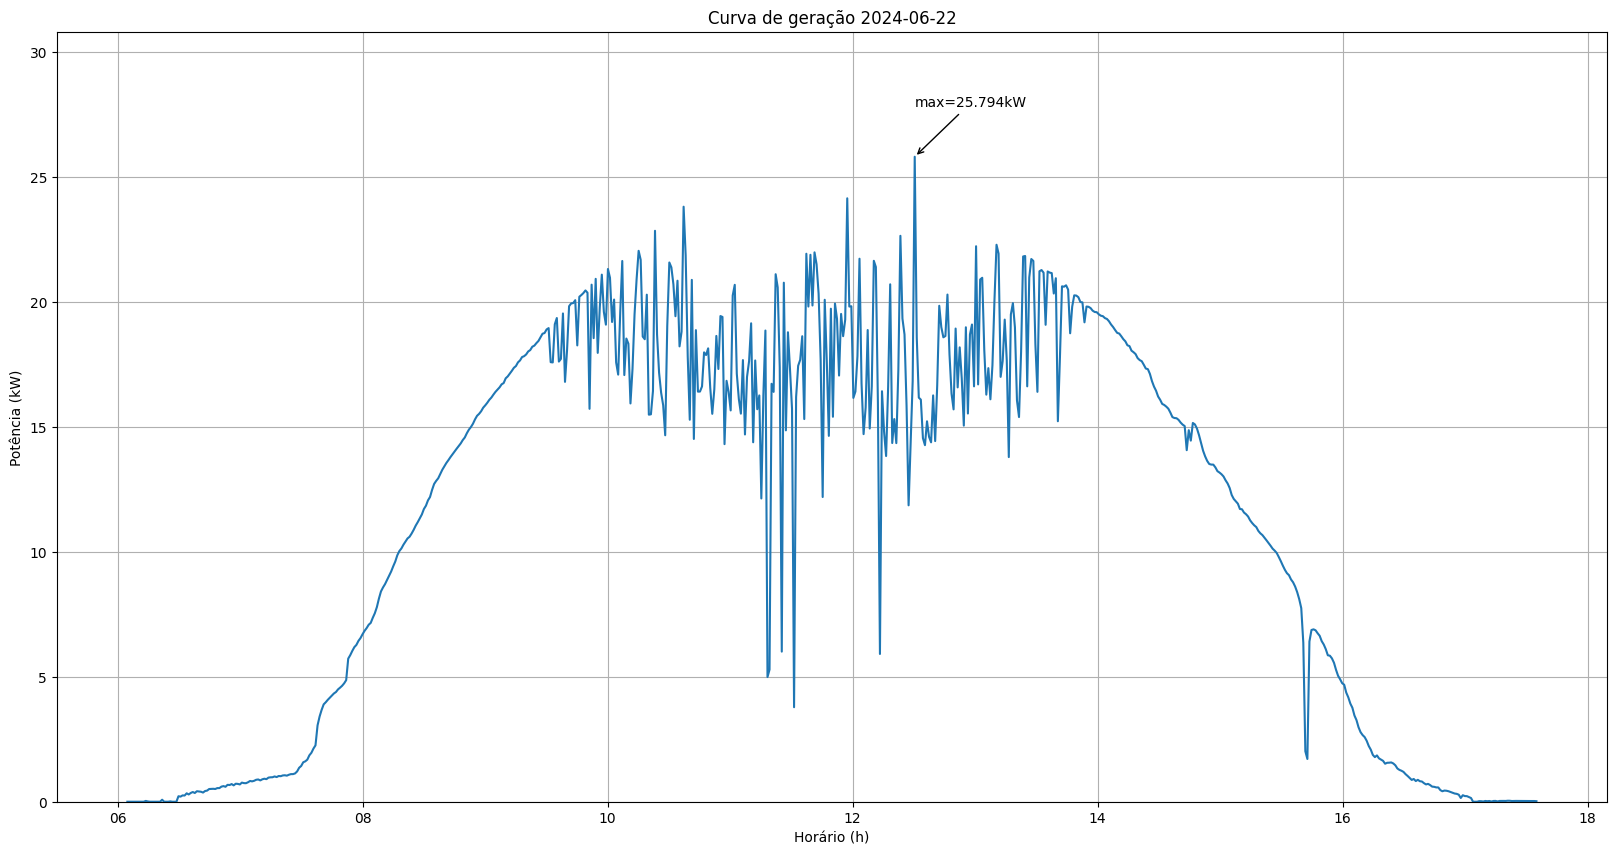 Curva de geração 2024-06-22
30
max=25.794kW
25
20
15
10
5
0
Potência (kW)
06 08 10 12 14 16 18
Horário (h)